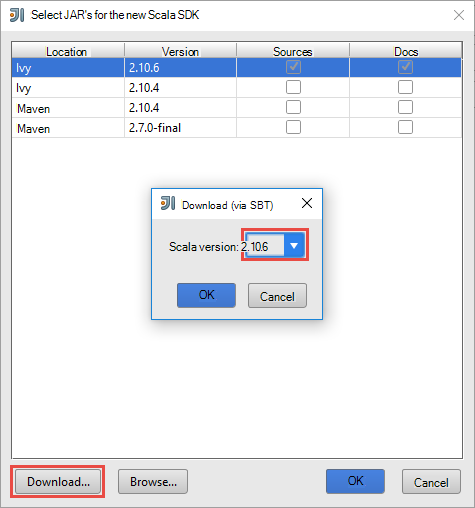 Select JAR's for the new Scala SDK
Location Version Sources Docs
Ivy 2.10.6
Ivy 2.10.4
Maven 2.10.4
Maven 2.7.0-final
Download (via SBT)
Scala version: 2.10.6
OK Cancel
Download... Browse... OK Cancel